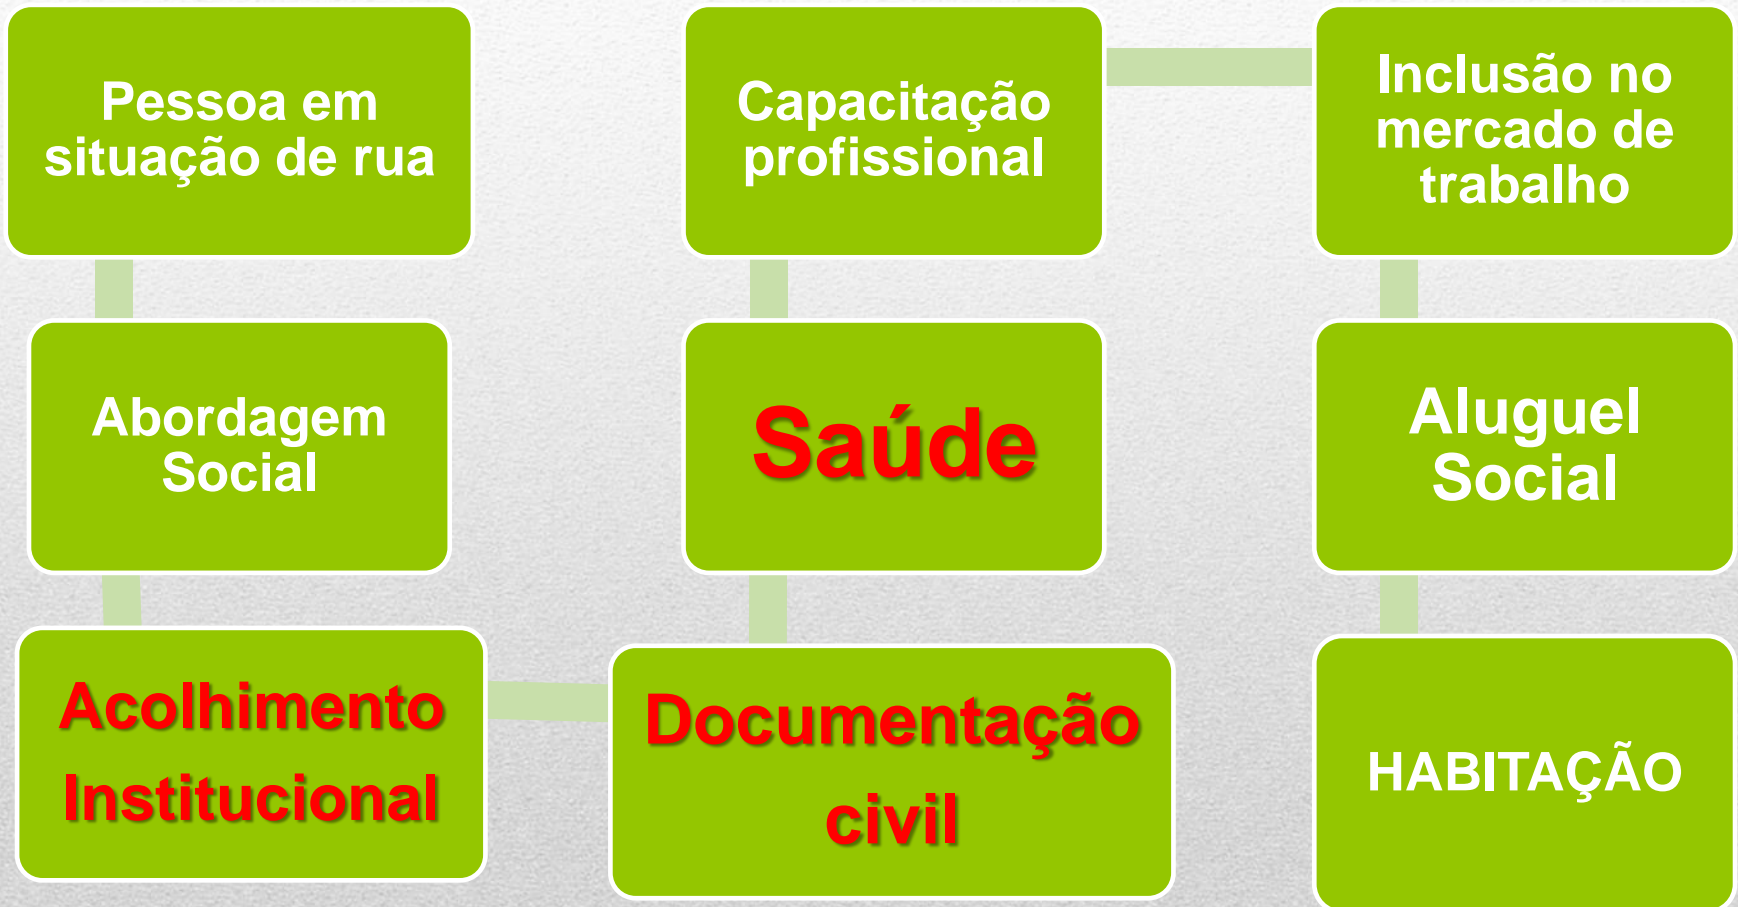 Pessoa em
situação de rua
Abordagem
Social
Acolhimento
Institucional
Documentação
civil
Saúde
Capacitação
profissional
Inclusão no
mercado de
trabalho
Aluguel
Social
HABITAÇÃO